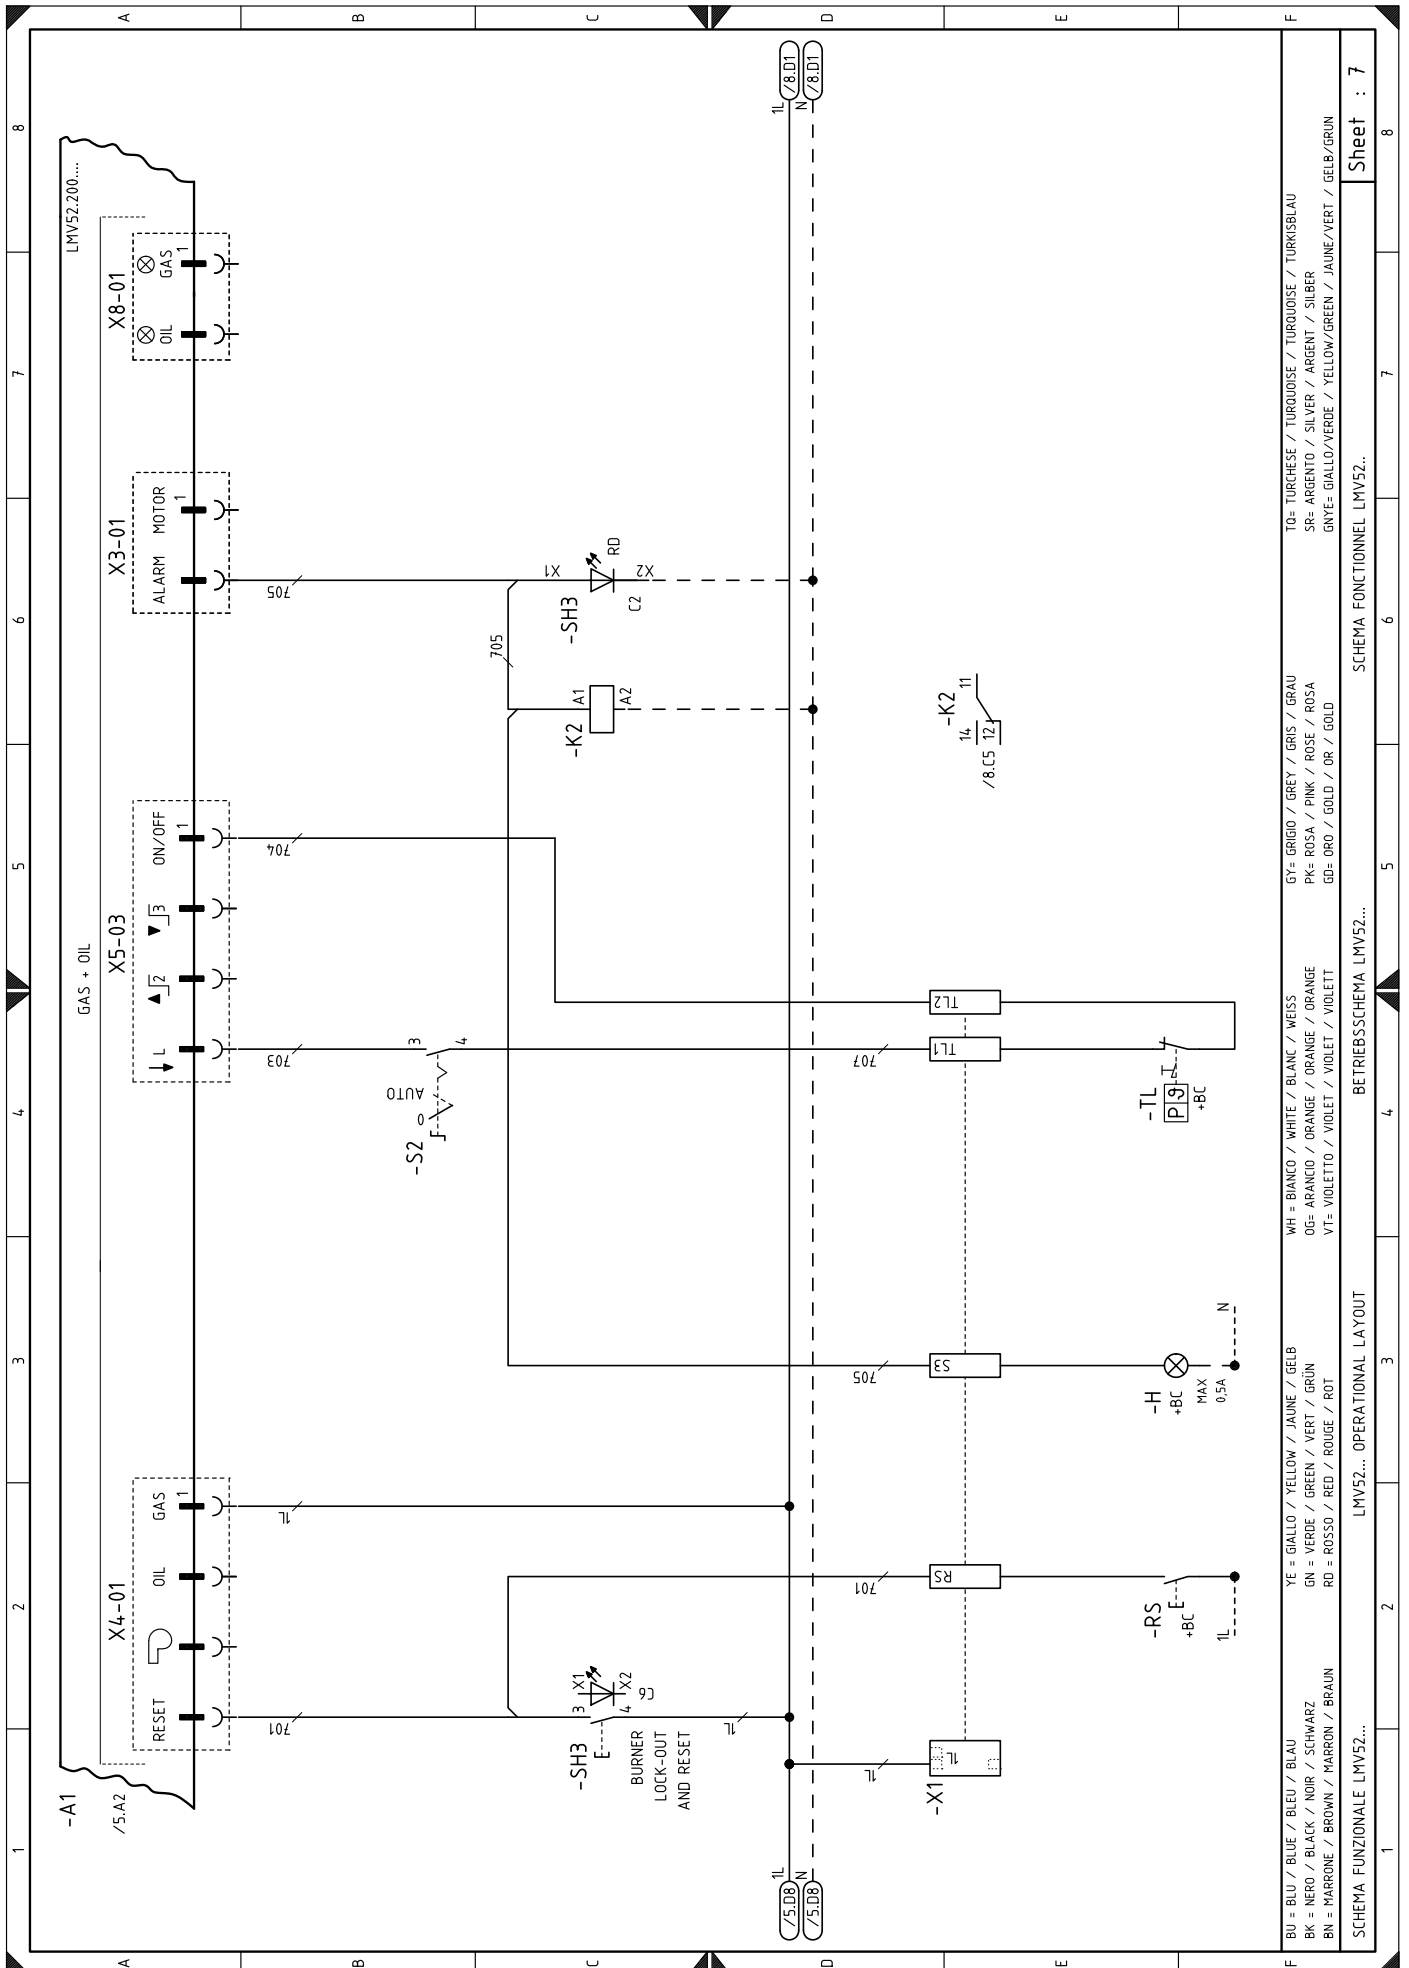 1 2 3 4 5 6 7 8
A
B
C
D
E
F
-A1
/5.A2
LMV52.200....
GAS + OIL
X4-01
RESET OIL GAS 1
X5-03
L 2 3 ON/OFF 1
X3-01
ALARM MOTOR 1
X8-01
OIL GAS 1
701
1L
703
704
705
-S2
0 AUTO
3
4
-SH3
3
4
X1
X2
C6
BURNER
LOCK-OUT
AND RESET
1L
705
-K2
A1
A2
-SH3
X1
X2
C2
RD
/5.D8 1L
/5.D8 N
1L /8.D1
N /8.D1
-X1
1L
1L
701
RS
705
S3
707
TL1
TL2
-K2
14
12
11
/8.C5
-RS
+BC
1L
-H
+BC
MAX
0,5A
N
-TL
P ϑ
+BC
BU = BLU / BLUE / BLEU / BLAU
BK = NERO / BLACK / NOIR / SCHWARZ
BN = MARRONE / BROWN / MARRON / BRAUN
YE = GIALLO / YELLOW / JAUNE / GELB
GN = VERDE / GREEN / VERT / GRÜN
RD = ROSSO / RED / ROUGE / ROT
WH = BIANCO / WHITE / BLANC / WEISS
OG= ARANCIO / ORANGE / ORANGE / ORANGE
VT= VIOLETTO / VIOLET / VIOLET / VIOLETT
GY= GRIGIO / GREY / GRIS / GRAU
PK= ROSA / PINK / ROSE / ROSA
GD= ORO / GOLD / OR / GOLD
TQ= TURCHESE / TURQUOISE / TURQUOISE / TURKISBLAU
SR= ARGENTO / SILVER / ARGENT / SILBER
GNYE= GIALLO/VERDE / YELLOW/GREEN / JAUNE/VERT / GELB/GRUN
SCHEMA FUNZIONALE LMV52... LMV52... OPERATIONAL LAYOUT BETRIEBSSCHEMA LMV52... SCHEMA FONCTIONNEL LMV52.. Sheet : 7
1 2 3 4 5 6 7 8
A
B
C
D
E
F